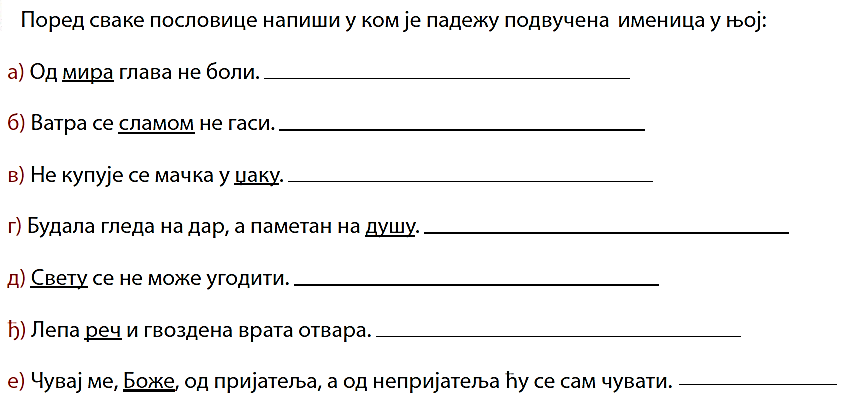 Поред сваке пословице напиши у ком је падежу подвучена именица у њој:
а) Од мира глава не боли.
б) Ватра се сламом не гаси.
в) Не купује се мачка у џаку.
г) Будала гледа на дар, а паметан на душу.
д) Свету се не може угодити.
ђ) Лепа реч и гвоздена врата отвара.
е) Чувај ме, Боже, од пријатеља, а од непријатеља ћу се сам чувати.